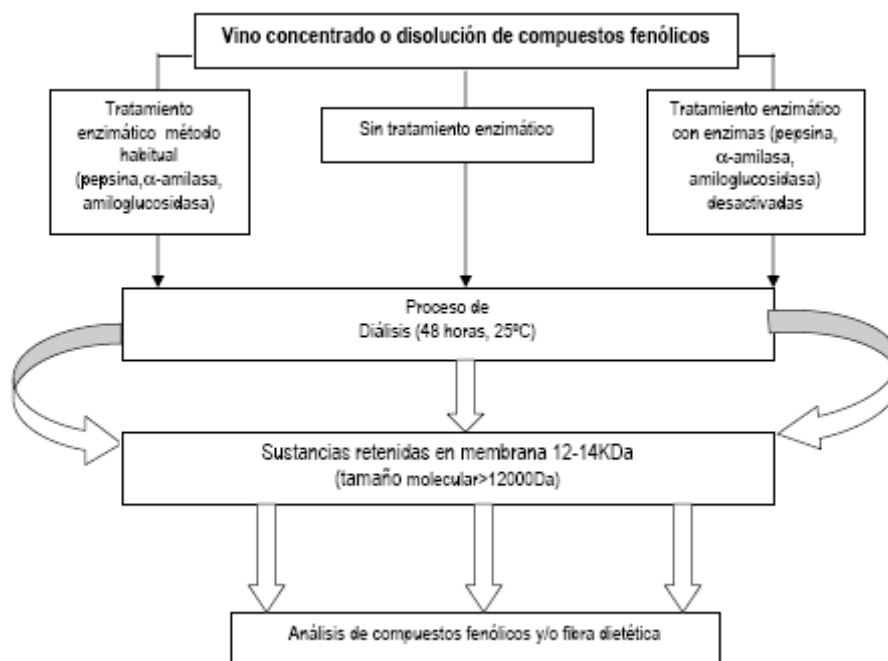 Vino concentrado o disolución de compuestos fenólicos
Tratamiento
enzimático método
habitual
(pepsina,α-amilasa,
amiloglucosidasa)
Sin tratamiento enzimático
Tratamiento enzimático
con enzimas (pepsina,
α-amilasa,
amiloglucosidasa)
desactivadas
Proceso de
Diálisis (48 horas, 25ºC)
Sustancias retenidas en membrana 12-14KDa
(tamaño molecular>12000Da)
Análisis de compuestos fenólicos y/o fibra dietética